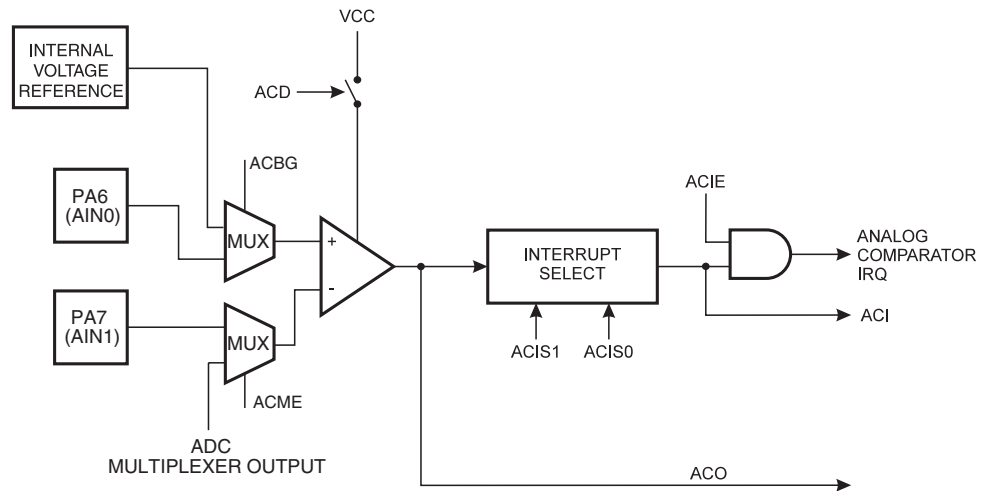 VCC
INTERNAL
VOLTAGE
REFERENCE
ACD
ACBG
PA6
(AIN0)
MUX
+
-
PA7
(AIN1)
MUX
ACME
ADC
MULTIPLEXER OUTPUT
INTERRUPT
SELECT
ACIS1
ACIS0
ACIE
ANALOG
COMPARATOR
IRQ
ACI
ACO